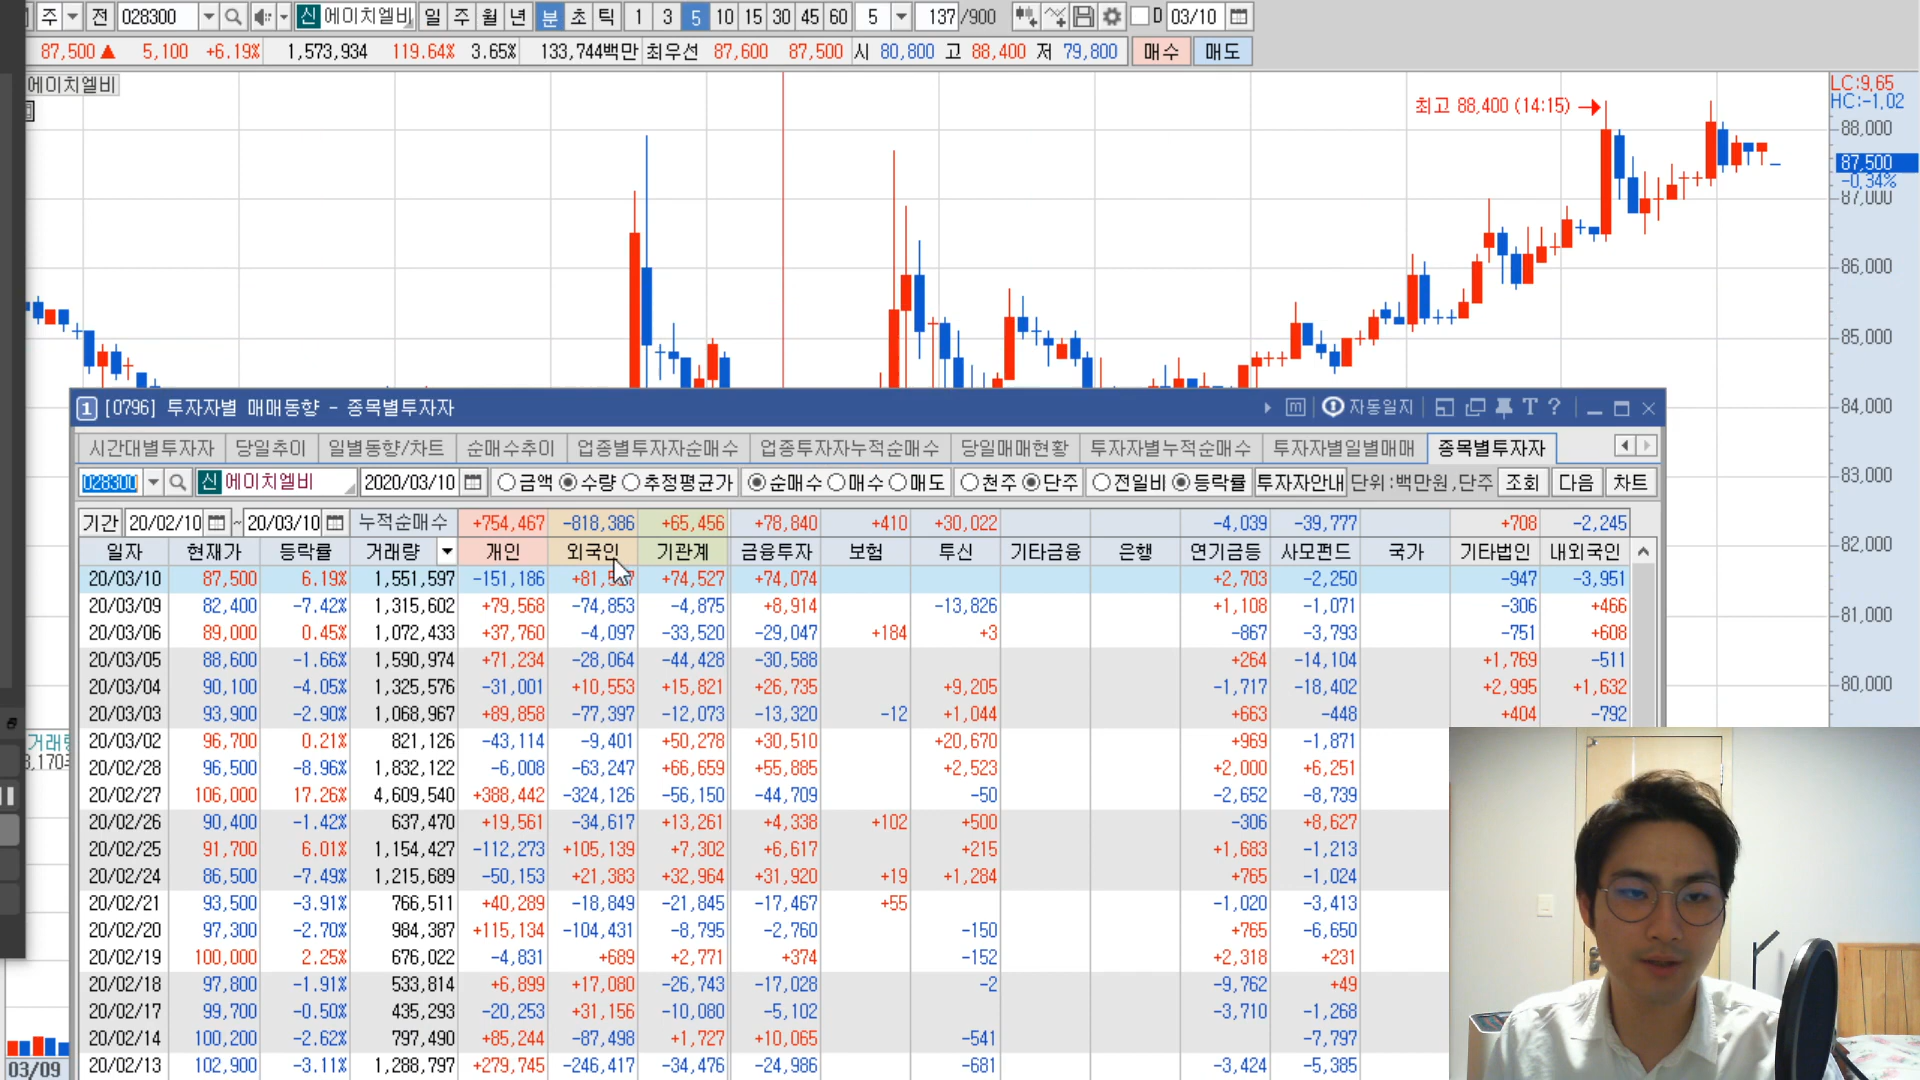 주 전 028300 신 에이치엘비 일 주 월 년 분 초 틱 1 3 5 10 15 30 45 60 5 137 /900 D 03/10
87,500 ▲ 5,100 +6.19% 1,573,934 119.64% 3.65% 133,744백만 최우선 87,600 87,500 시 80,800 고 88,400 저 79,800 매수 매도
에이치엘비
LC:9.65
HC:-1.02
최고 88,400 (14:15)
88,000
87,500
-0.34%
87,000
86,000
85,000
84,000
83,000
82,000
81,000
80,000
1 [0796] 투자자별 매매동향 - 종목별투자자 m 자동일지 T ?
시간대별투자자 당일추이 일별동향/차트 순매수추이 업종별투자자순매수 업종투자자누적순매수 당일매매현황 투자자별누적순매수 투자자별일별매매 종목별투자자
028300 신 에이치엘비 2020/03/10 금액 수량 추정평균가 순매수 매수 매도 천주 단주 전일비 등락률 투자자안내 단위:백만원,단주 조회 다음 차트
기간 20/02/10 ~ 20/03/10 누적순매수 +754,467 -818,386 +65,456 +78,840 +410 +30,022 -4,039 -39,777 +708 -2,245
일자 현재가 등락률 거래량 개인 외국인 기관계 금융투자 보험 투신 기타금융 은행 연기금등 사모펀드 국가 기타법인 내외국인
20/03/10 87,500 6.19% 1,551,597 -151,186 +74,527 +74,074 +2,703 -2,250 -947 -3,951
20/03/09 82,400 -7.42% 1,315,602 +79,568 -74,853 -4,875 +8,914 -13,826 +1,108 -1,071 -306 +466
20/03/06 89,000 0.45% 1,072,433 +37,760 -4,097 -33,520 -29,047 +184 +3 -867 -3,793 -751 +608
20/03/05 88,600 -1.66% 1,590,974 +71,234 -28,064 -44,428 -30,588 +264 -14,104 +1,769 -511
20/03/04 90,100 -4.05% 1,325,576 -31,001 +10,553 +15,821 +26,735 +9,205 -1,717 -18,402 +2,995 +1,632
20/03/03 93,900 -2.90% 1,068,967 +89,858 -77,397 -12,073 -13,320 -12 +1,044 +663 -448 +404 -792
20/03/02 96,700 0.21% 821,126 -43,114 -9,401 +50,278 +30,510 +20,670 +969 -1,871
20/02/28 96,500 -8.96% 1,832,122 -6,008 -63,247 +66,659 +55,885 +2,523 +2,000 +6,251
20/02/27 106,000 17.26% 4,609,540 +388,442 -324,126 -56,150 -44,709 -50 -2,652 -8,739
20/02/26 90,400 -1.42% 637,470 +19,561 -34,617 +13,261 +4,338 +102 +500 -306 +8,627
20/02/25 91,700 6.01% 1,154,427 -112,273 +105,139 +7,302 +6,617 +215 +1,683 -1,213
20/02/24 86,500 -7.49% 1,215,689 -50,153 +21,383 +32,964 +31,920 +19 +1,284 +765 -1,024
20/02/21 93,500 -3.91% 766,511 +40,289 -18,849 -21,845 -17,467 +55 -1,020 -3,413
20/02/20 97,300 -2.70% 984,387 +115,134 -104,431 -8,795 -2,760 -150 +765 -6,650
20/02/19 100,000 2.25% 676,022 -4,831 +689 +2,771 +374 -152 +2,318 +231
20/02/18 97,800 -1.91% 533,814 +6,899 +17,080 -26,743 -17,028 -2 -9,762 +49
20/02/17 99,700 -0.50% 435,293 -20,253 +31,156 -10,080 -5,102 -3,710 -1,268
20/02/14 100,200 -2.62% 797,490 +85,244 -87,498 +1,727 +10,065 -541 -7,797
20/02/13 102,900 -3.11% 1,288,797 +279,745 -246,417 -34,476 -24,986 -681 -3,424 -5,385
03/09